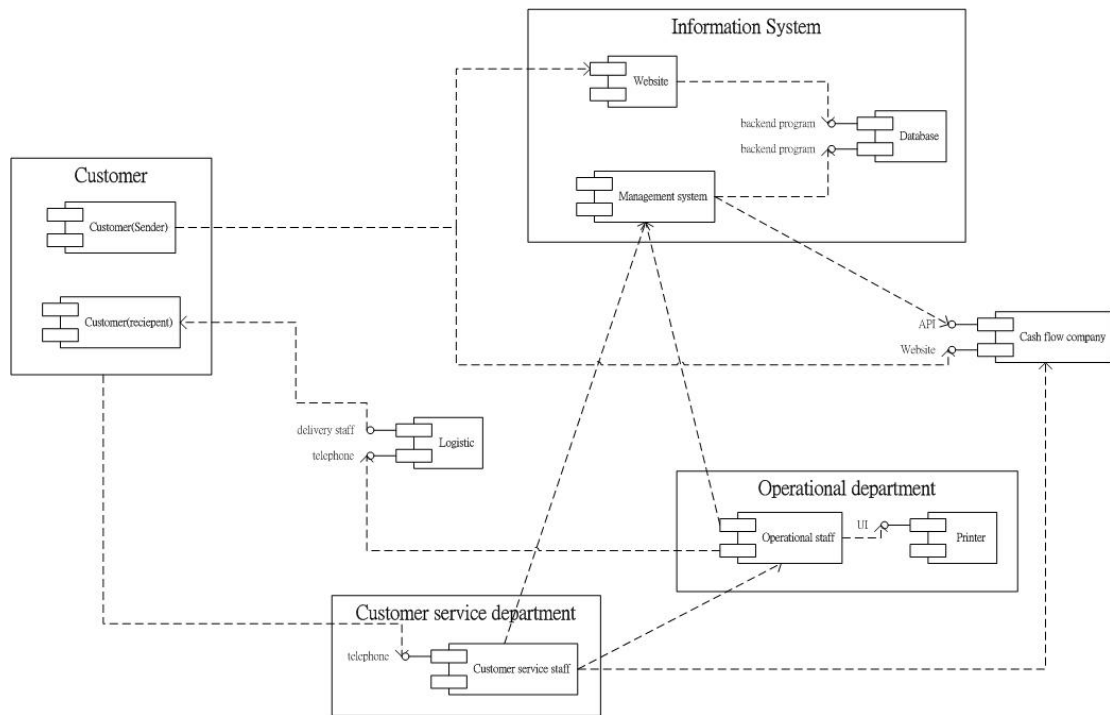 Information System
Website
backend program
Database
backend program
Management system
Customer
Customer(Sender)
Customer(reciepent)
API
Website
Cash flow company
delivery staff
telephone
Logistic
Operational department
UI
Operational staff
Printer
Customer service department
telephone
Customer service staff